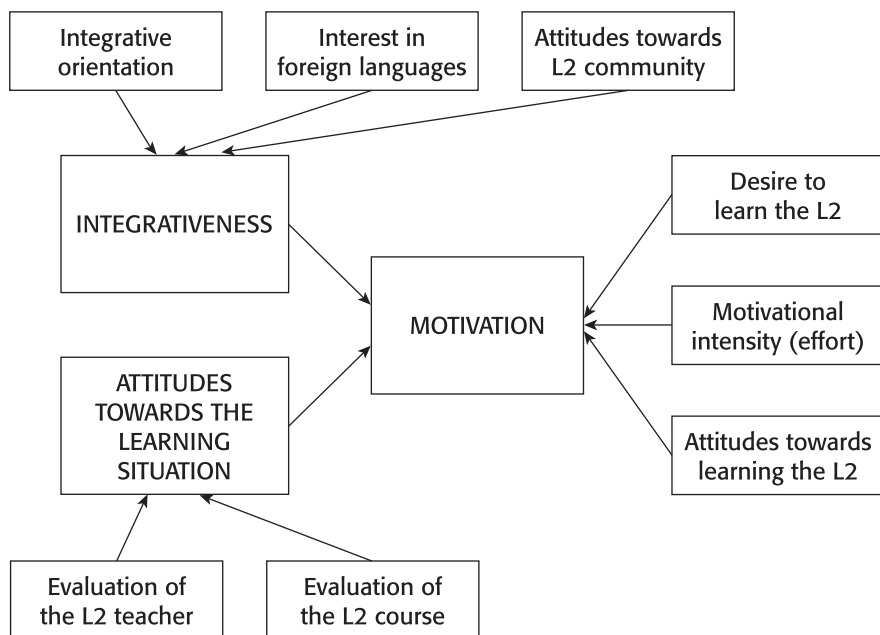 Integrative
orientation
Interest in
foreign languages
Attitudes towards
L2 community
INTEGRATIVENESS
Desire to
learn the L2
MOTIVATION
Motivational
intensity (effort)
ATTITUDES
TOWARDS THE
LEARNING
SITUATION
Attitudes towards
learning the L2
Evaluation of
the L2 teacher
Evaluation of
the L2 course